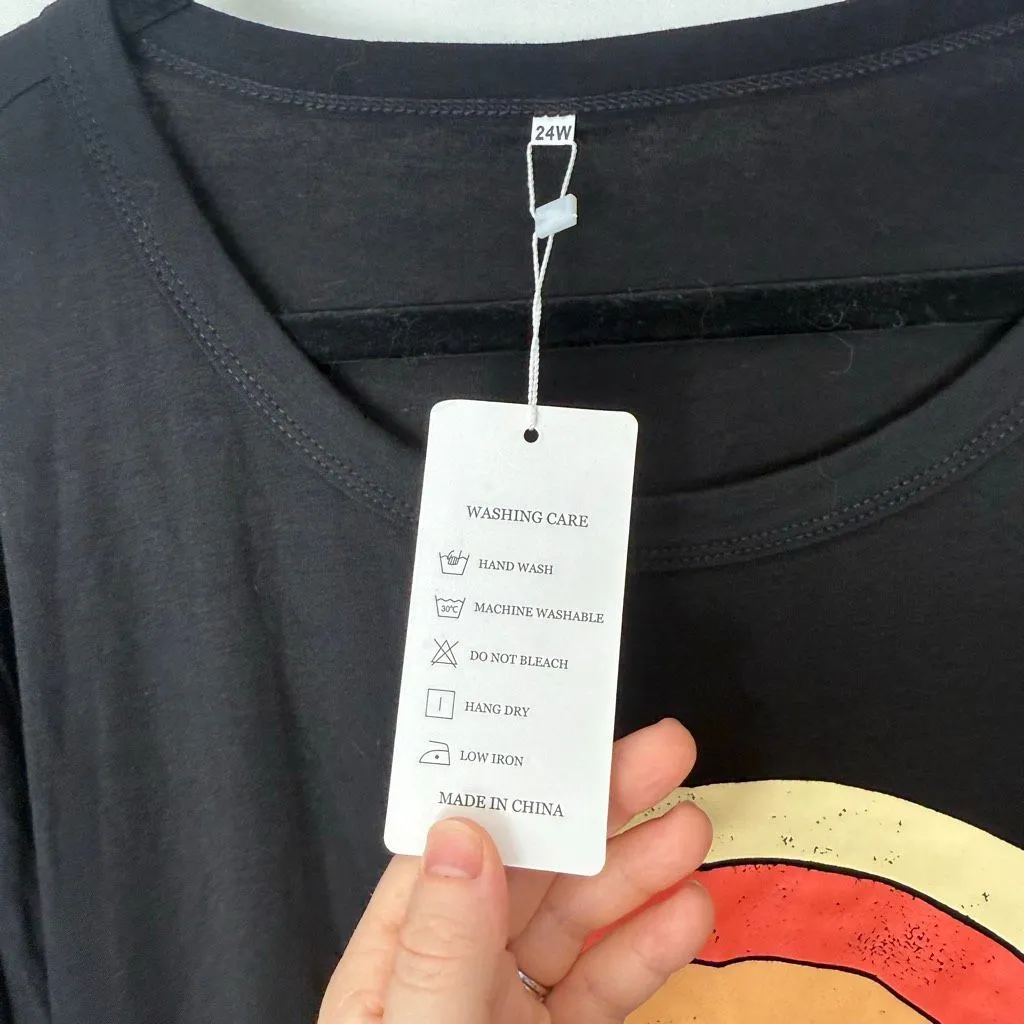 24W
WASHING CARE
HAND WASH
30°C MACHINE WASHABLE
DO NOT BLEACH
HANG DRY
LOW IRON
MADE IN CHINA